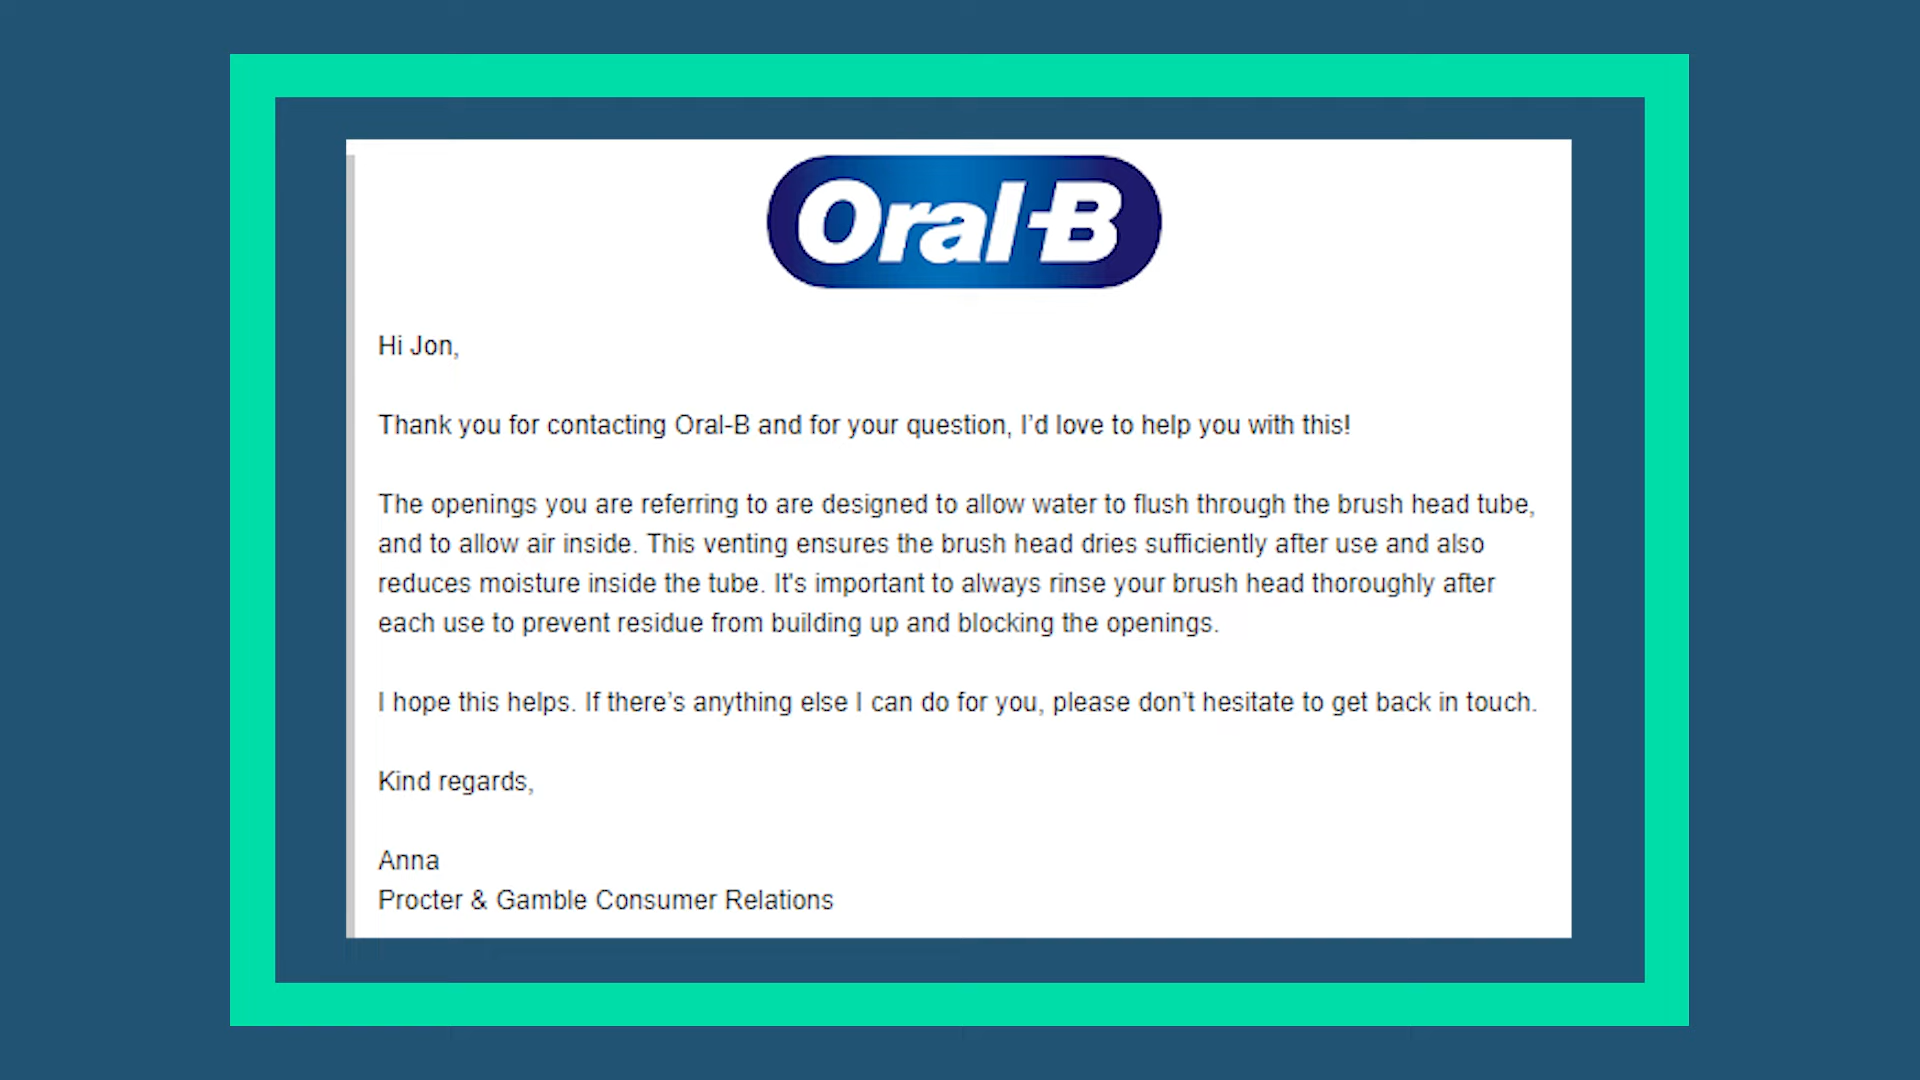 Oral-B
Hi Jon,
Thank you for contacting Oral-B and for your question, I’d love to help you with this!
The openings you are referring to are designed to allow water to flush through the brush head tube,
and to allow air inside. This venting ensures the brush head dries sufficiently after use and also
reduces moisture inside the tube. It's important to always rinse your brush head thoroughly after
each use to prevent residue from building up and blocking the openings.
I hope this helps. If there’s anything else I can do for you, please don’t hesitate to get back in touch.
Kind regards,
Anna
Procter & Gamble Consumer Relations